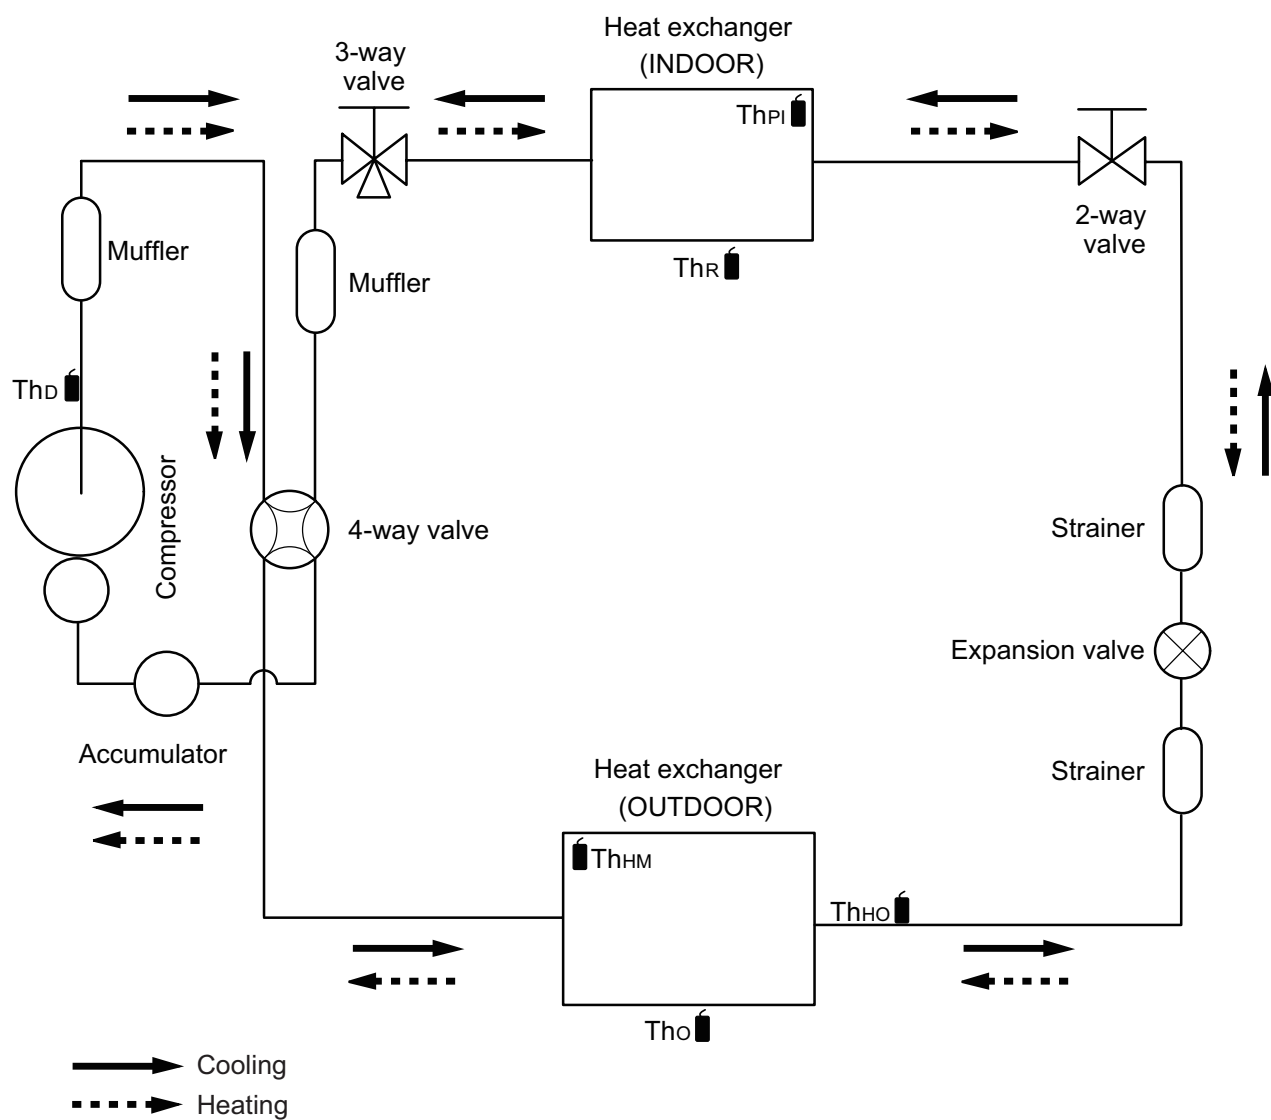 Heat exchanger
(INDOOR)
3-way
valve
ThPI
2-way
valve
Muffler
ThR
Muffler
ThD
Compressor
4-way valve
Strainer
Expansion valve
Accumulator
Strainer
Heat exchanger
(OUTDOOR)
ThHM
ThHO
ThO
Cooling
Heating